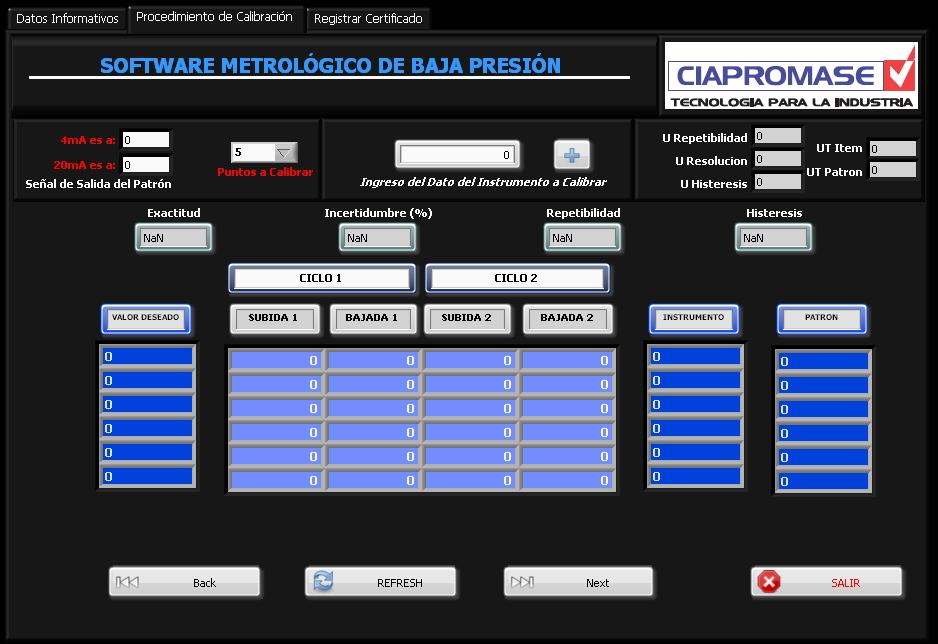 Datos Informativos Procedimiento de Calibración Registrar Certificado
SOFTWARE METROLÓGICO DE BAJA PRESIÓN
CIAPROMASE
TECNOLOGIA PARA LA INDUSTRIA
4mA es a: 0
20mA es a: 0
Señal de Salida del Patrón
5
Puntos a Calibrar
0
Ingreso del Dato del Instrumento a Calibrar
U Repetibilidad 0
U Resolucion 0
U Histeresis 0
UT Item 0
UT Patron 0
Exactitud Incertidumbre (%) Repetibilidad Histeresis
NaN NaN NaN NaN
CICLO 1 CICLO 2
VALOR DESEADO SUBIDA 1 BAJADA 1 SUBIDA 2 BAJADA 2 INSTRUMENTO PATRON
0 0 0 0 0 0 0
0 0 0 0 0 0 0
0 0 0 0 0 0 0
0 0 0 0 0 0 0
0 0 0 0 0 0 0
0 0 0 0 0 0 0
Back REFRESH Next SALIR